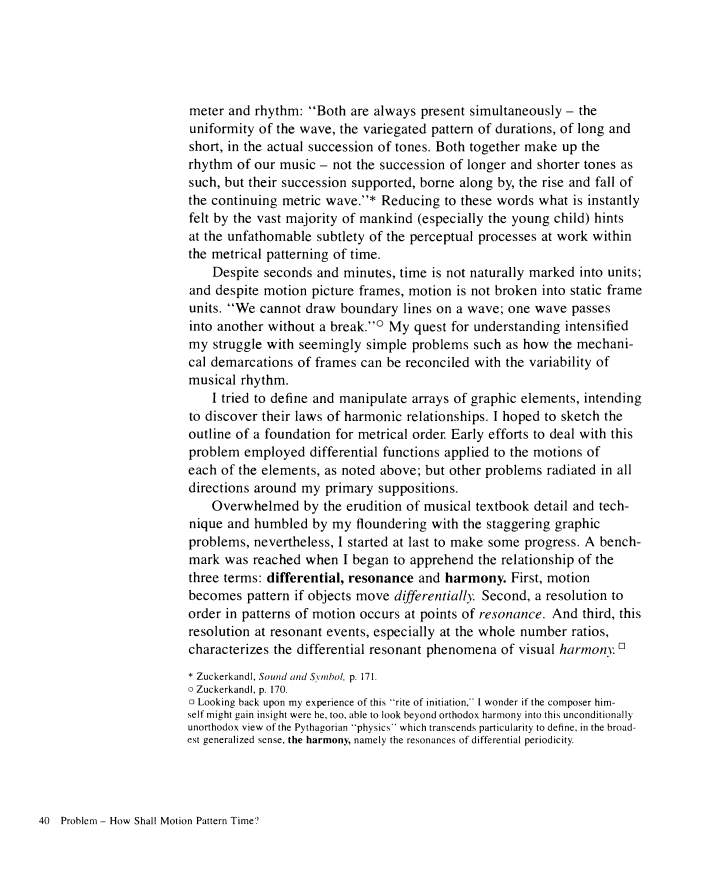 meter and rhythm: “Both are always present simultaneously – the
uniformity of the wave, the variegated pattern of durations, of long and
short, in the actual succession of tones. Both together make up the
rhythm of our music – not the succession of longer and shorter tones as
such, but their succession supported, borne along by, the rise and fall of
the continuing metric wave.”* Reducing to these words what is instantly
felt by the vast majority of mankind (especially the young child) hints
at the unfathomable subtlety of the perceptual processes at work within
the metrical patterning of time.
Despite seconds and minutes, time is not naturally marked into units;
and despite motion picture frames, motion is not broken into static frame
units. “We cannot draw boundary lines on a wave; one wave passes
into another without a break.”○ My quest for understanding intensified
my struggle with seemingly simple problems such as how the mechani-
cal demarcations of frames can be reconciled with the variability of
musical rhythm.
I tried to define and manipulate arrays of graphic elements, intending
to discover their laws of harmonic relationships. I hoped to sketch the
outline of a foundation for metrical order. Early efforts to deal with this
problem employed differential functions applied to the motions of
each of the elements, as noted above; but other problems radiated in all
directions around my primary suppositions.
Overwhelmed by the erudition of musical textbook detail and tech-
nique and humbled by my floundering with the staggering graphic
problems, nevertheless, I started at last to make some progress. A bench-
mark was reached when I began to apprehend the relationship of the
three terms: differential, resonance and harmony. First, motion
becomes pattern if objects move differentially. Second, a resolution to
order in patterns of motion occurs at points of resonance. And third, this
resolution at resonant events, especially at the whole number ratios,
characterizes the differential resonant phenomena of visual harmony.□
* Zuckerkandl, Sound and Symbol, p. 171.
○ Zuckerkandl, p. 170.
□ Looking back upon my experience of this “rite of initiation,” I wonder if the composer him-
self might gain insight were he, too, able to look beyond orthodox harmony into this unconditionally
unorthodox view of the Pythagorian “physics” which transcends particularity to define, in the broad-
est generalized sense, the harmony, namely the resonances of differential periodicity.
40 Problem – How Shall Motion Pattern Time?